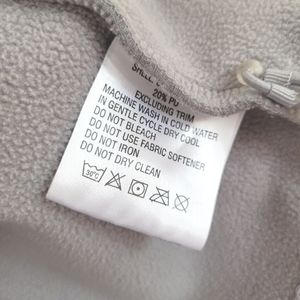 SHELL:
20% PU
EXCLUDING TRIM
MACHINE WASH IN COLD WATER
IN GENTLE CYCLE DRY COOL
DO NOT BLEACH
DO NOT USE FABRIC SOFTENER
DO NOT IRON
DO NOT DRY CLEAN
30°C